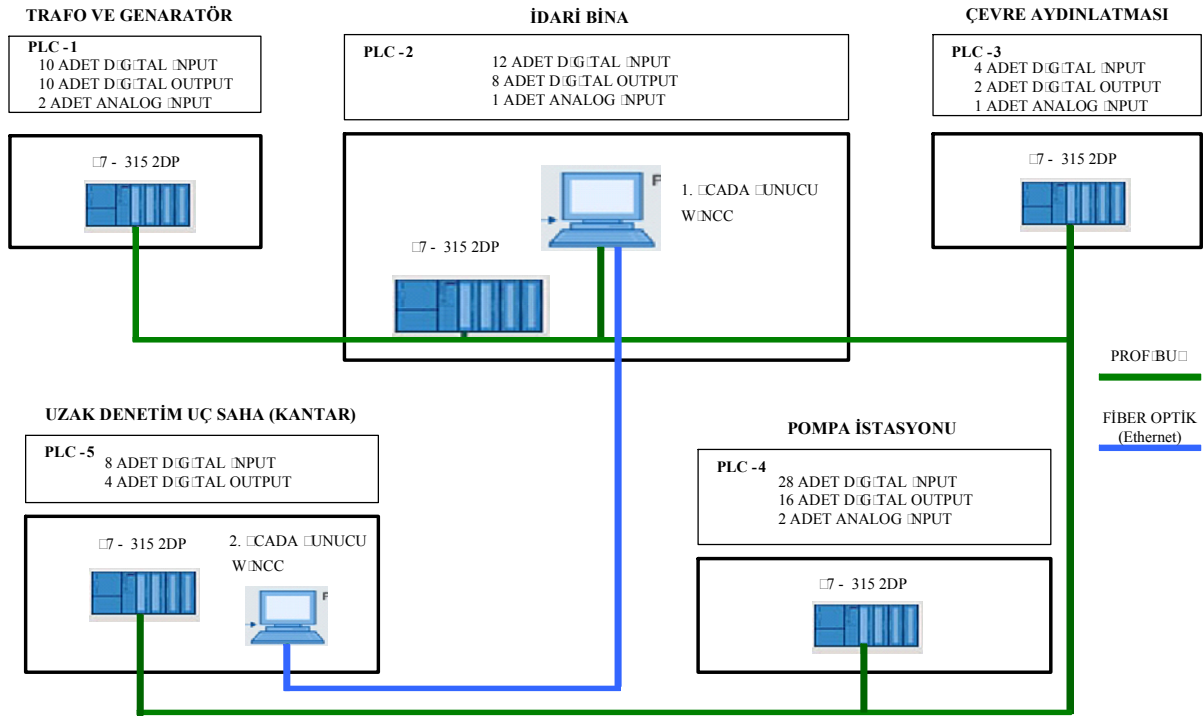 TRAFO VE GENARATÖR
PLC -1
10 ADET D□G□TAL □NPUT
10 ADET D□G□TAL OUTPUT
2 ADET ANALOG □NPUT
□7 - 315 2DP
İDARİ BİNA
PLC -2
12 ADET D□G□TAL □NPUT
8 ADET D□G□TAL OUTPUT
1 ADET ANALOG □NPUT
1. □CADA □UNUCU
W□NCC
□7 - 315 2DP
ÇEVRE AYDINLATMASI
PLC -3
4 ADET D□G□TAL □NPUT
2 ADET D□G□TAL OUTPUT
1 ADET ANALOG □NPUT
□7 - 315 2DP
PROF□BU□
FİBER OPTİK
(Ethernet)
UZAK DENETİM UÇ SAHA (KANTAR)
PLC -5
8 ADET D□G□TAL □NPUT
4 ADET D□G□TAL OUTPUT
□7 - 315 2DP
2. □CADA □UNUCU
W□NCC
POMPA İSTASYONU
PLC -4
28 ADET D□G□TAL □NPUT
16 ADET D□G□TAL OUTPUT
2 ADET ANALOG □NPUT
□7 - 315 2DP